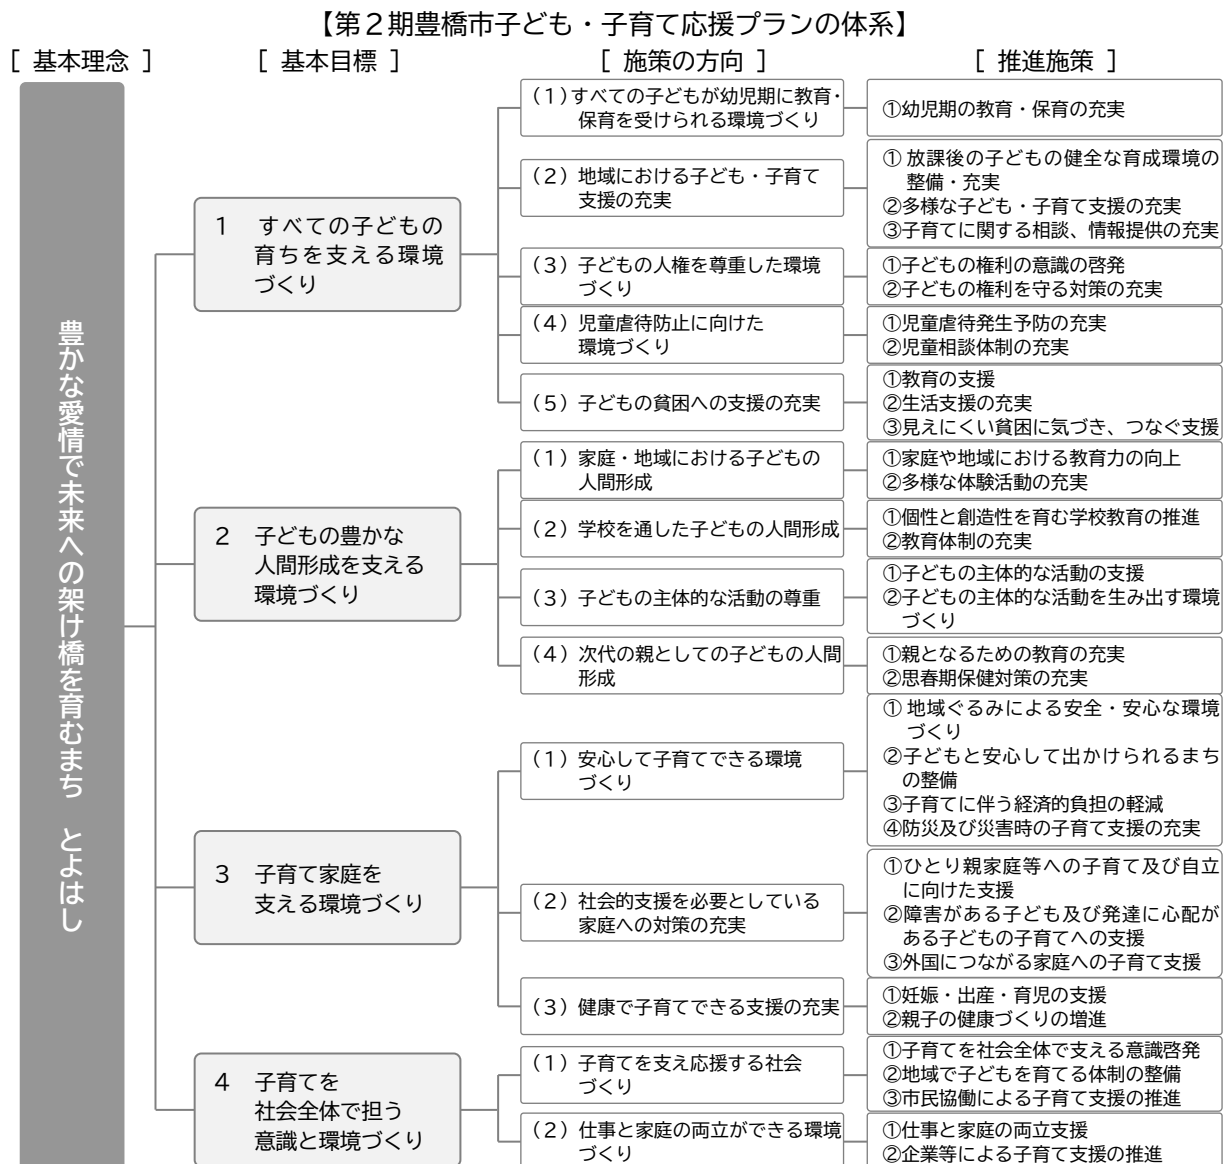 【第２期豊橋市子ども・子育て応援プランの体系】
[ 基本理念 ]
[ 基本目標 ]
[ 施策の方向 ]
[ 推進施策 ]
豊かな愛情で未来への架け橋を育むまち　とよはし
1　すべての子どもの
育ちを支える環境
づくり
（1）すべての子どもが幼児期に教育・
保育を受けられる環境づくり
①幼児期の教育・保育の充実
（2）地域における子ども・子育て
支援の充実
① 放課後の子どもの健全な育成環境の
整備・充実
②多様な子ども・子育て支援の充実
③子育てに関する相談、情報提供の充実
（3）子どもの人権を尊重した環境
づくり
①子どもの権利の意識の啓発
②子どもの権利を守る対策の充実
（4）児童虐待防止に向けた
環境づくり
①児童虐待発生予防の充実
②児童相談体制の充実
（5）子どもの貧困への支援の充実
①教育の支援
②生活支援の充実
③見えにくい貧困に気づき、つなぐ支援
2　子どもの豊かな
人間形成を支える
環境づくり
（1）家庭・地域における子どもの
人間形成
①家庭や地域における教育力の向上
②多様な体験活動の充実
（2）学校を通した子どもの人間形成
①個性と創造性を育む学校教育の推進
②教育体制の充実
（3）子どもの主体的な活動の尊重
①子どもの主体的な活動の支援
②子どもの主体的な活動を生み出す環境
づくり
（4）次代の親としての子どもの人間
形成
①親となるための教育の充実
②思春期保健対策の充実
3　子育て家庭を
支える環境づくり
（1）安心して子育てできる環境
づくり
① 地域ぐるみによる安全・安心な環境
づくり
②子どもと安心して出かけられるまち
の整備
③子育てに伴う経済的負担の軽減
④防災及び災害時の子育て支援の充実
（2）社会的支援を必要としている
家庭への対策の充実
①ひとり親家庭等への子育て及び自立
に向けた支援
②障害がある子ども及び発達に心配が
ある子どもの子育てへの支援
③外国につながる家庭への子育て支援
（3）健康で子育てできる支援の充実
①妊娠・出産・育児の支援
②親子の健康づくりの増進
4　子育てを
社会全体で担う
意識と環境づくり
（1）子育てを支え応援する社会
づくり
①子育てを社会全体で支える意識啓発
②地域で子どもを育てる体制の整備
③市民協働による子育て支援の推進
（2）仕事と家庭の両立ができる環境
づくり
①仕事と家庭の両立支援
②企業等による子育て支援の推進